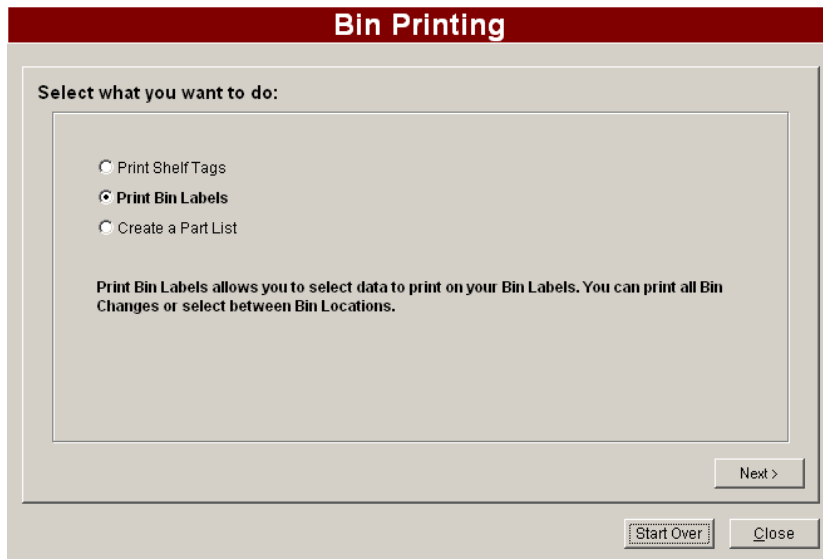 Bin Printing
Select what you want to do:
Print Shelf Tags
Print Bin Labels
Create a Part List
Print Bin Labels allows you to select data to print on your Bin Labels. You can print all Bin
Changes or select between Bin Locations.
Next >
Start Over
Close